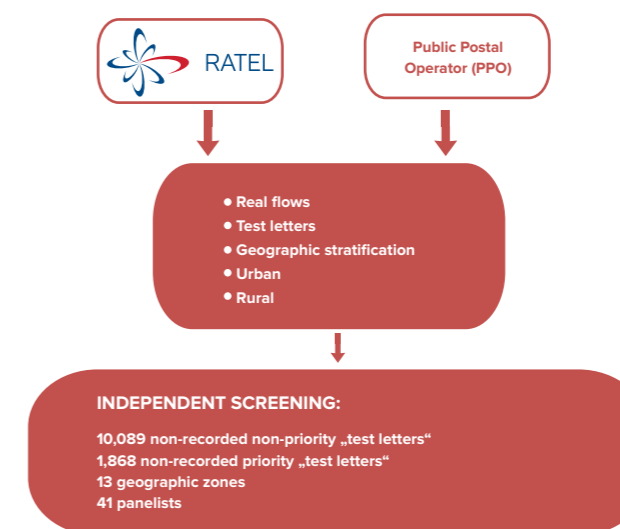 RATEL
Public Postal
Operator (PPO)
• Real flows
• Test letters
• Geographic stratification
• Urban
• Rural
INDEPENDENT SCREENING:
10,089 non-recorded non-priority „test letters“
1,868 non-recorded priority „test letters“
13 geographic zones
41 panelists